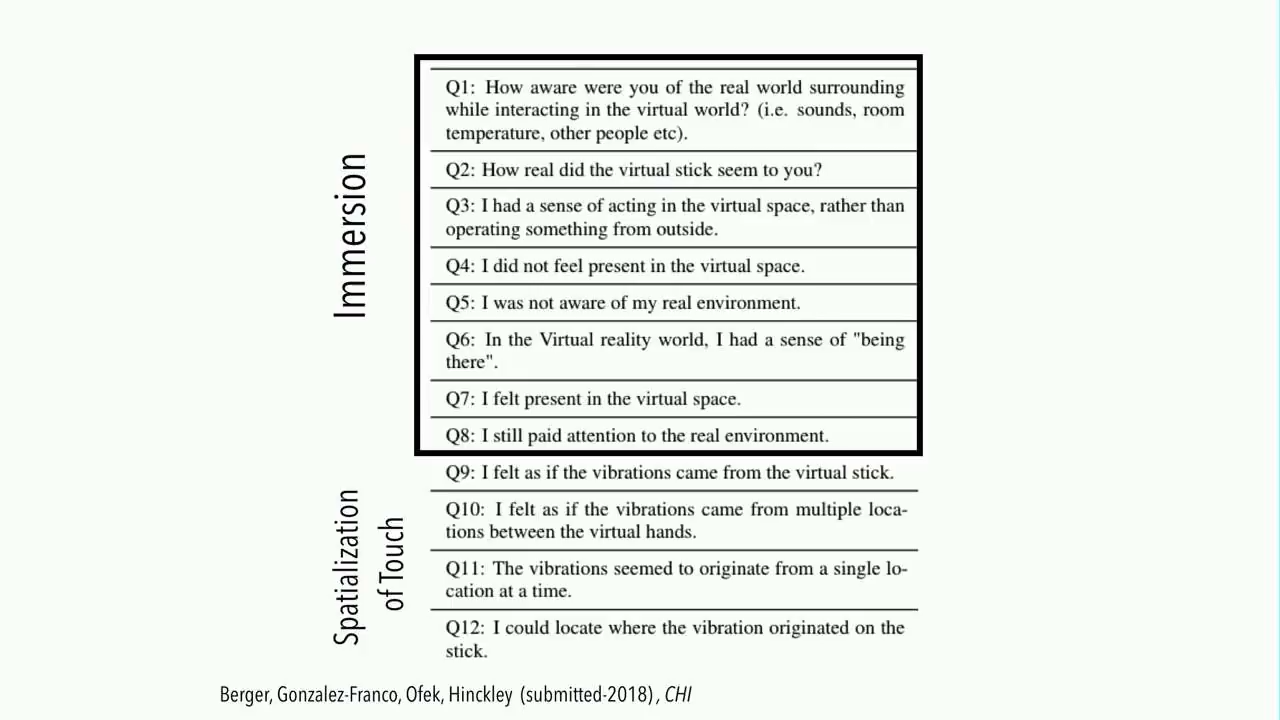 Immersion
Q1: How aware were you of the real world surrounding
while interacting in the virtual world? (i.e. sounds, room
temperature, other people etc).
Q2: How real did the virtual stick seem to you?
Q3: I had a sense of acting in the virtual space, rather than
operating something from outside.
Q4: I did not feel present in the virtual space.
Q5: I was not aware of my real environment.
Q6: In the Virtual reality world, I had a sense of "being
there".
Q7: I felt present in the virtual space.
Q8: I still paid attention to the real environment.
Spatialization
of Touch
Q9: I felt as if the vibrations came from the virtual stick.
Q10: I felt as if the vibrations came from multiple loca-
tions between the virtual hands.
Q11: The vibrations seemed to originate from a single lo-
cation at a time.
Q12: I could locate where the vibration originated on the
stick.
Berger, Gonzalez-Franco, Ofek, Hinckley (submitted-2018), CHI